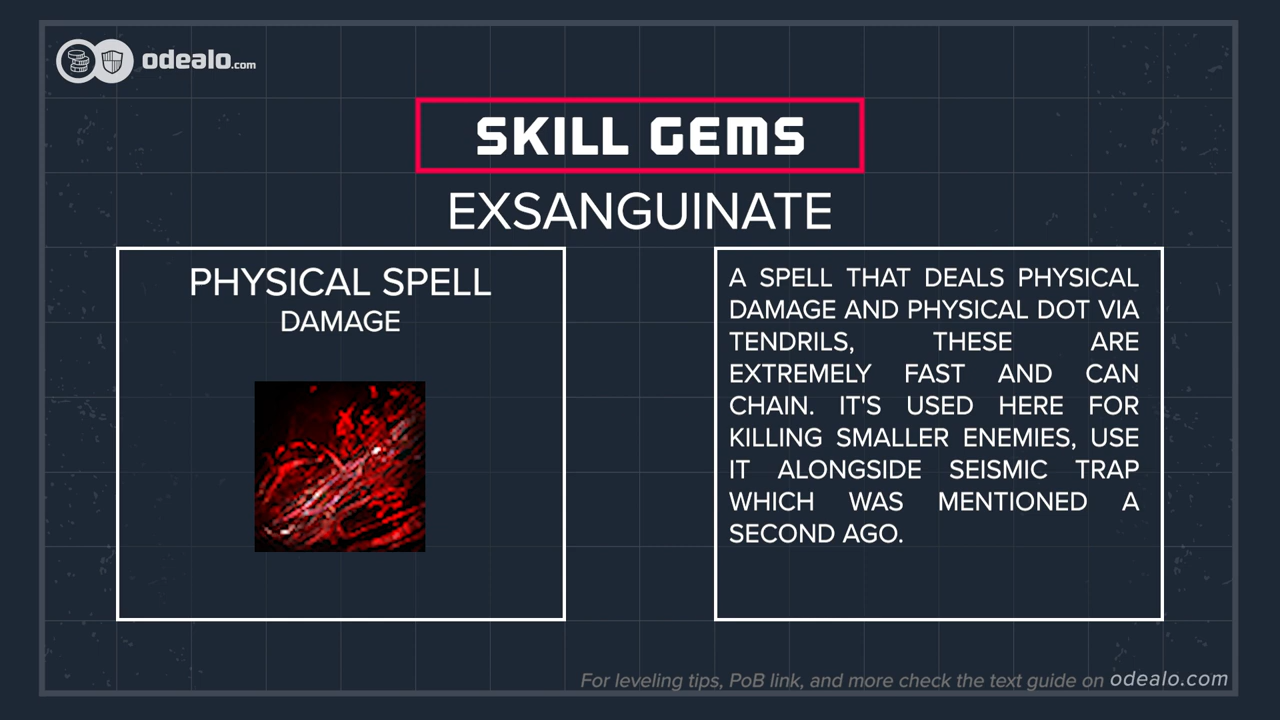 odealo.com
SKILL GEMS
EXSANGUINATE
PHYSICAL SPELL
DAMAGE
A SPELL THAT DEALS PHYSICAL
DAMAGE AND PHYSICAL DOT VIA
TENDRILS, THESE ARE
EXTREMELY FAST AND CAN
CHAIN. IT'S USED HERE FOR
KILLING SMALLER ENEMIES, USE
IT ALONGSIDE SEISMIC TRAP
WHICH WAS MENTIONED A
SECOND AGO.
For leveling tips, PoB link, and more check the text guide on odealo.com